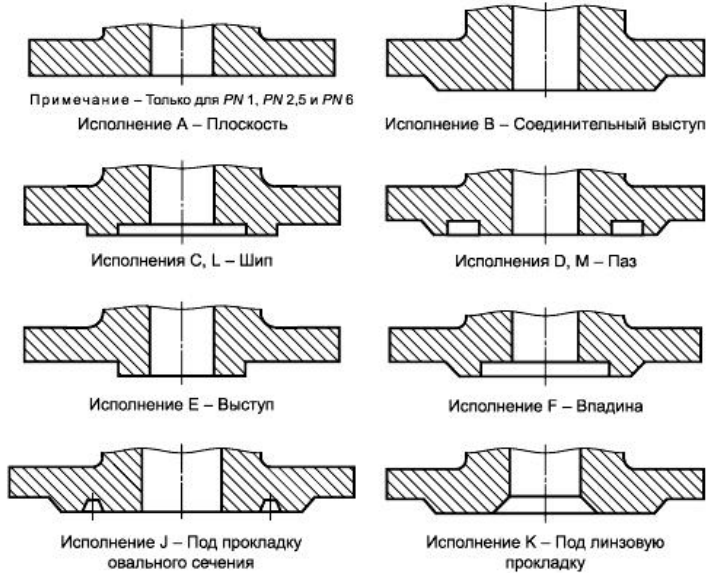 Примечание – Только для PN 1, PN 2,5 и PN 6
Исполнение А – Плоскость
Исполнение В – Соединительный выступ
Исполнения C, L – Шип
Исполнения D, M – Паз
Исполнение Е – Выступ
Исполнение F – Впадина
Исполнение J – Под прокладку
овального сечения
Исполнение К – Под линзовую
прокладку